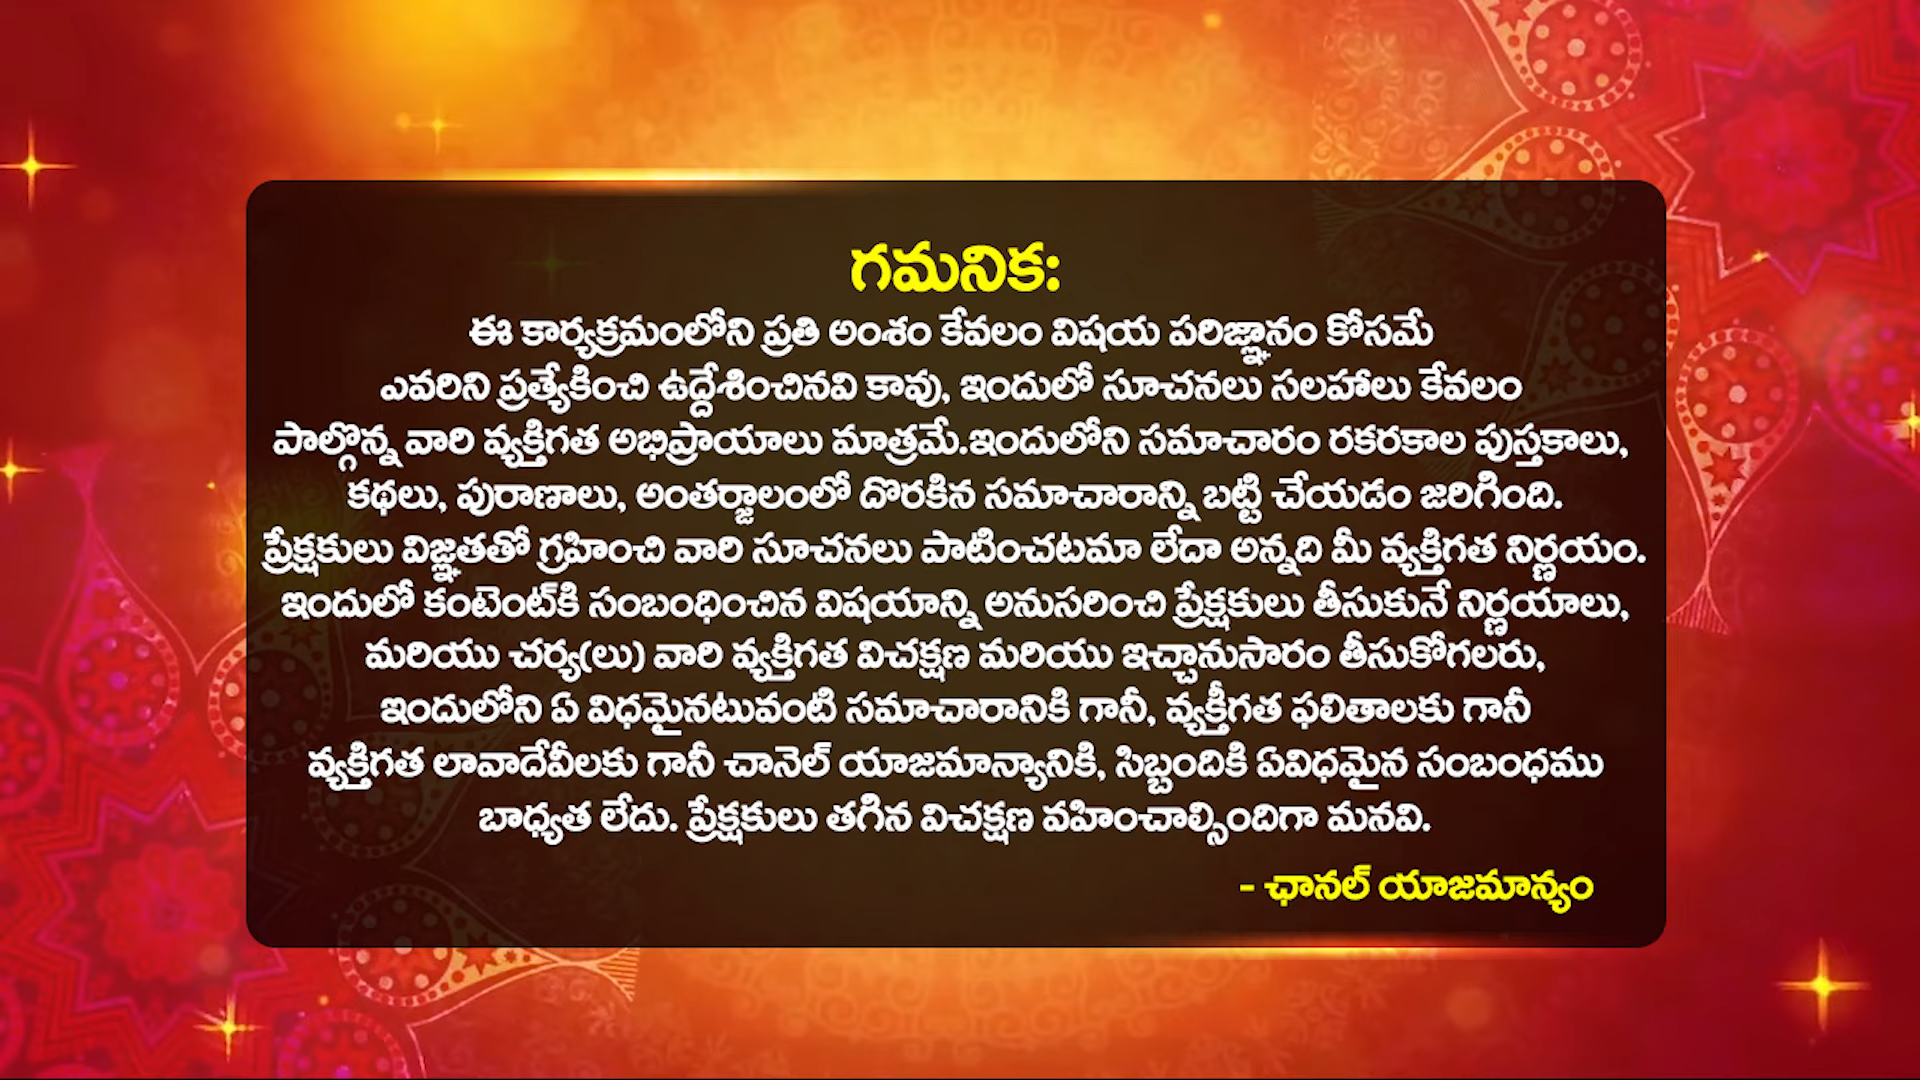 గమనిక:
ఈ కార్యక్రమంలోని ప్రతి అంశం కేవలం విషయ పరిజ్ఞానం కోసమే
ఎవరిని ప్రత్యేకించి ఉద్దేశించినవి కావు, ఇందులో సూచనలు సలహాలు కేవలం
పాల్గొన్న వారి వ్యక్తిగత అభిప్రాయాలు మాత్రమే.ఇందులోని సమాచారం రకరకాల పుస్తకాలు,
కథలు, పురాణాలు, అంతర్జాలంలో దొరకిన సమాచారాన్ని బట్టి చేయడం జరిగింది.
ప్రేక్షకులు విజ్ఞతతో గ్రహించి వారి సూచనలు పాటించటమా లేదా అన్నది మీ వ్యక్తిగత నిర్ణయం.
ఇందులో కంటెంట్‌కి సంబంధించిన విషయాన్ని అనుసరించి ప్రేక్షకులు తీసుకునే నిర్ణయాలు,
మరియు చర్య(లు) వారి వ్యక్తిగత విచక్షణ మరియు ఇచ్చానుసారం తీసుకోగలరు,
ఇందులోని ఏ విధమైనటువంటి సమాచారానికి గానీ, వ్యక్తీగత ఫలితాలకు గానీ
వ్యక్తిగత లావాదేవీలకు గానీ చానెల్ యాజమాన్యానికి, సిబ్బందికి ఏవిధమైన సంబంధము
బాధ్యత లేదు. ప్రేక్షకులు తగిన విచక్షణ వహించాల్సిందిగా మనవి.
- ఛానల్ యాజమాన్యం